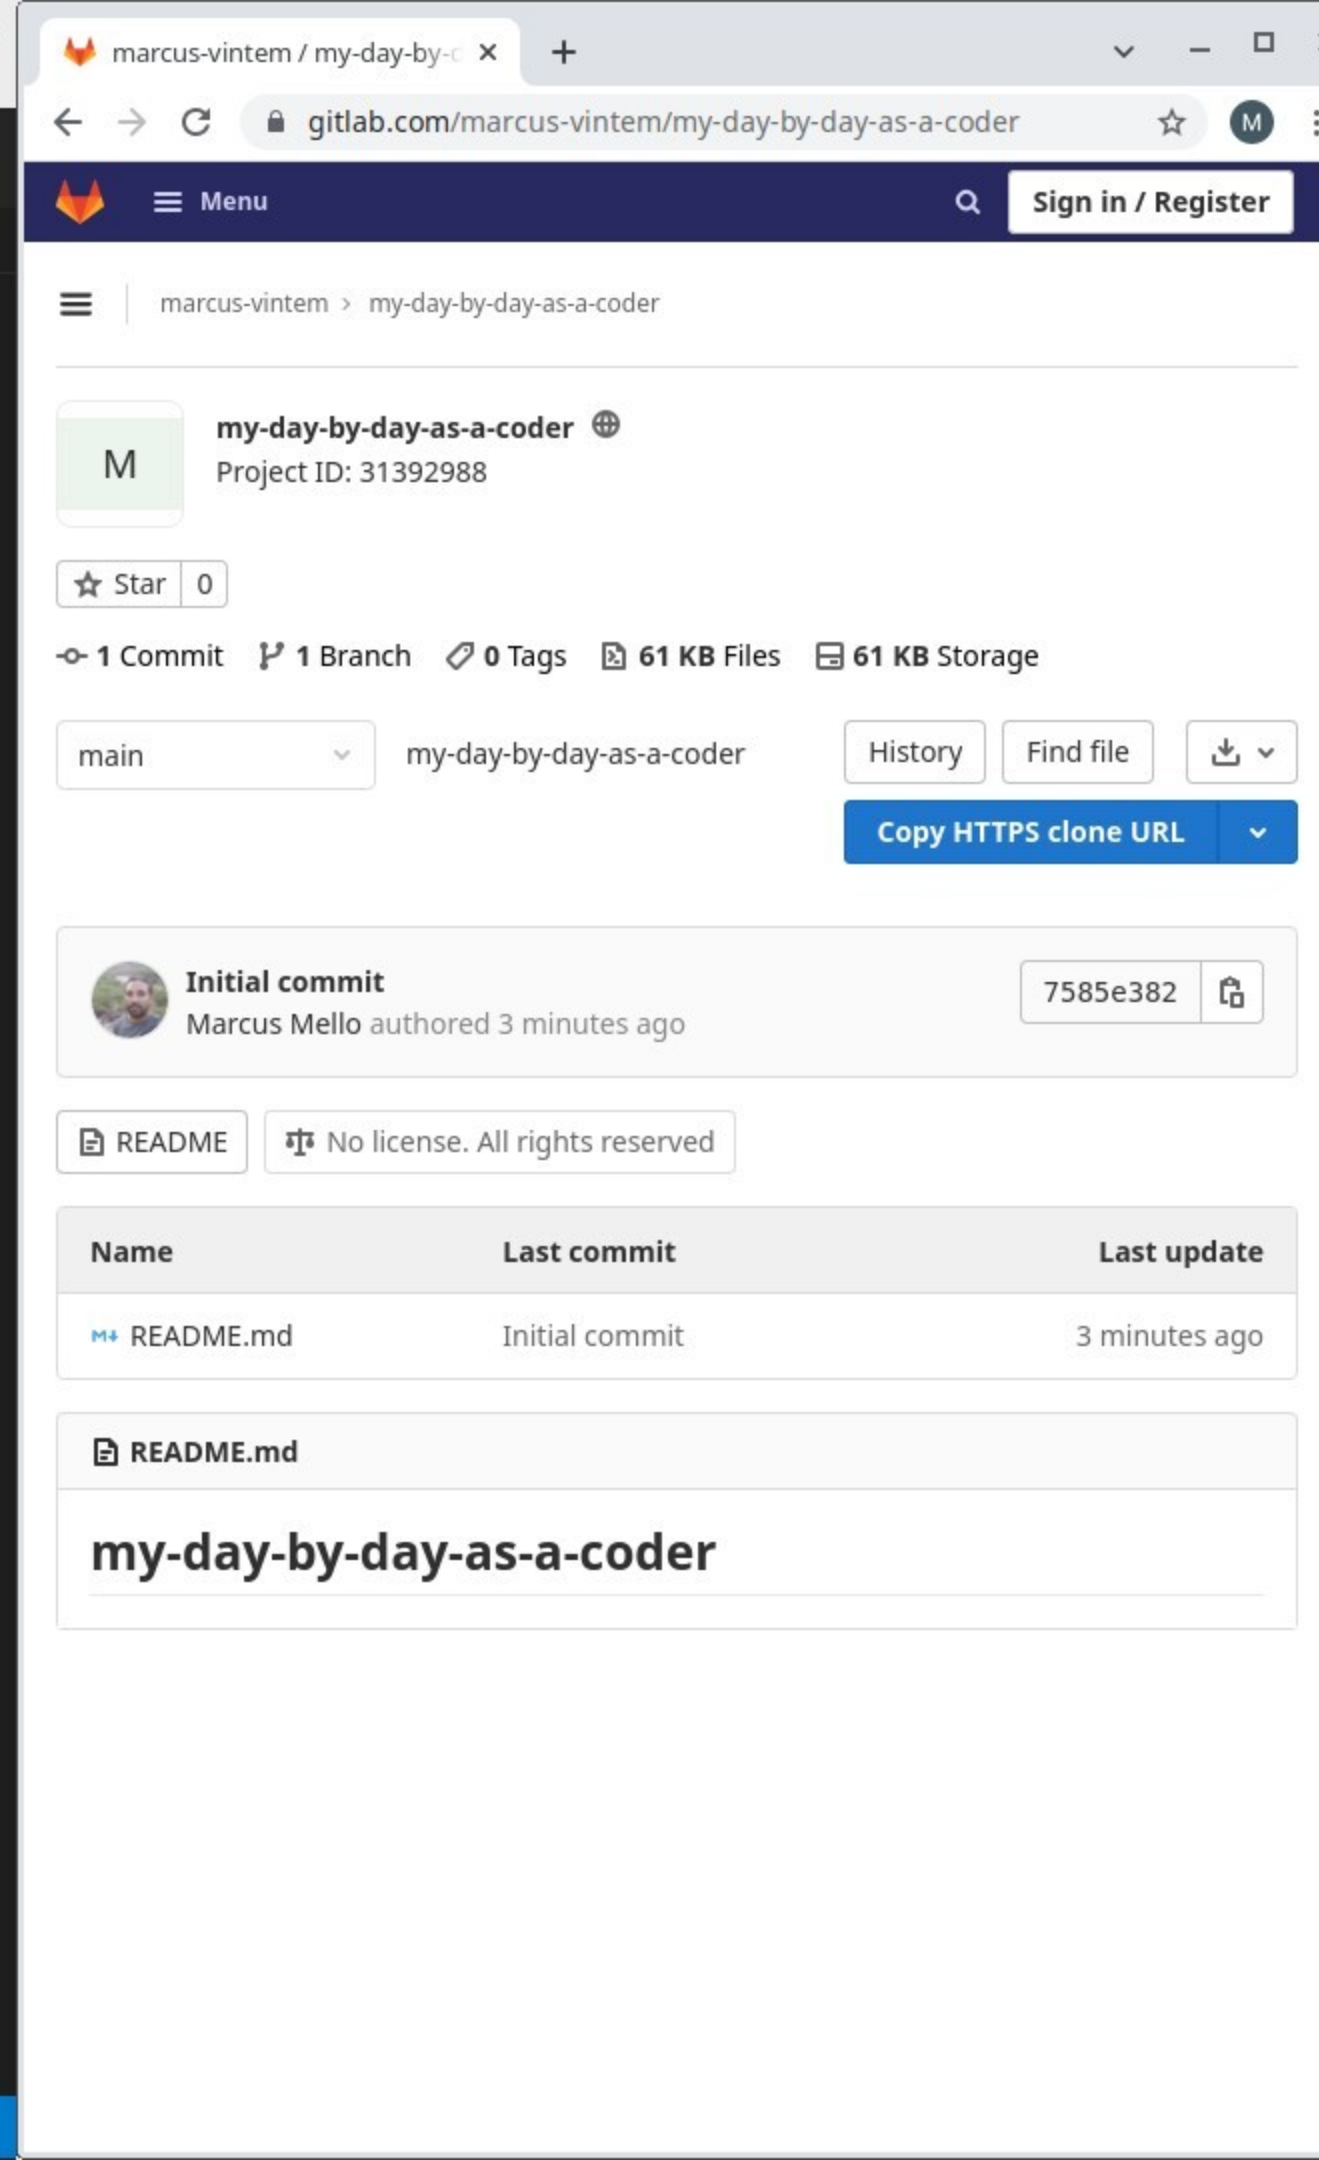 marcus-vintem / my-day-by-c
gitlab.com/marcus-vintem/my-day-by-day-as-a-coder
M
Menu
Sign in / Register
marcus-vintem › my-day-by-day-as-a-coder
M
my-day-by-day-as-a-coder
Project ID: 31392988
Star 0
1 Commit 1 Branch 0 Tags 61 KB Files 61 KB Storage
main my-day-by-day-as-a-coder History Find file
Copy HTTPS clone URL
Initial commit
Marcus Mello authored 3 minutes ago
7585e382
README No license. All rights reserved
Name Last commit Last update
M README.md Initial commit 3 minutes ago
README.md
my-day-by-day-as-a-coder